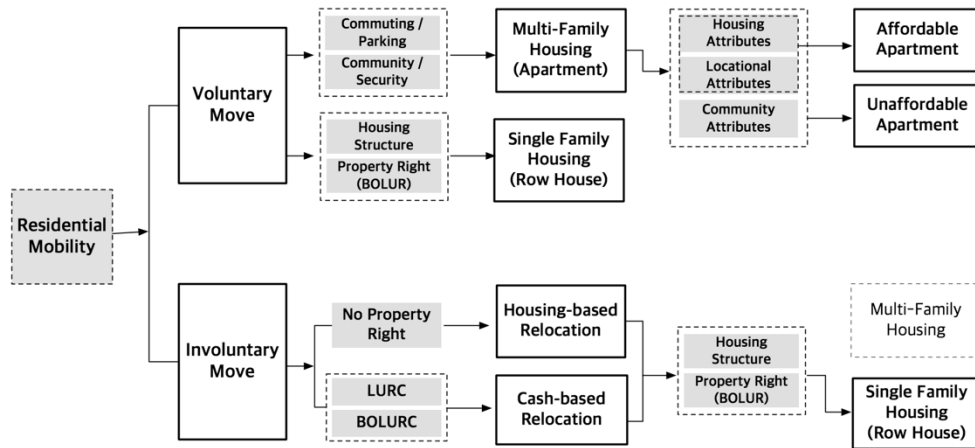 Residential
Mobility
Voluntary
Move
Commuting /
Parking
Community /
Security
Multi-Family
Housing
(Apartment)
Housing
Attributes
Locational
Attributes
Community
Attributes
Affordable
Apartment
Unaffordable
Apartment
Housing
Structure
Property Right
(BOLUR)
Single Family
Housing
(Row House)
Involuntary
Move
No Property
Right
Housing-based
Relocation
LURC
BOLURC
Cash-based
Relocation
Housing
Structure
Property Right
(BOLUR)
Multi-Family
Housing
Single Family
Housing
(Row House)